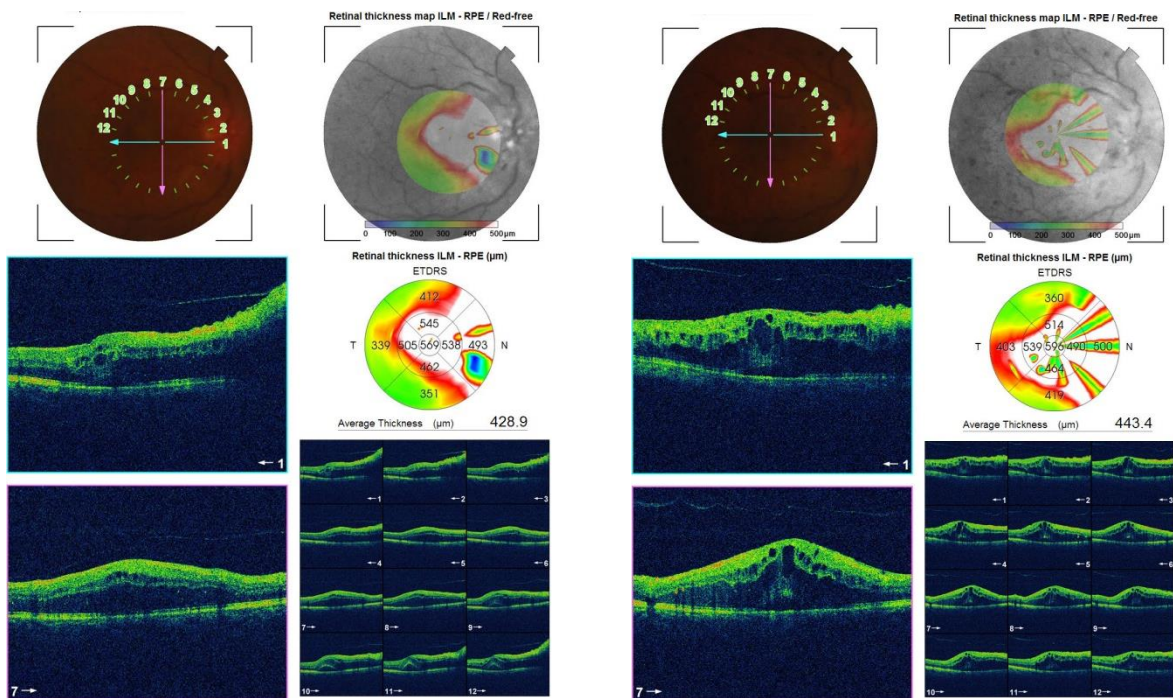 Retinal thickness map ILM - RPE / Red-free
7
8 6
9 5
10 4
11 3
12 2
1
0 100 200 300 400 500 µm
Retinal thickness ILM - RPE (µm)
ETDRS
412
545
T 339 505 569 538 493 N
462
351
Average Thickness (µm) 428.9
← 1
7 →
←1 ←2 ←3
←4 ←5 ←6
7→ 8→ 9→
10→ 11→ 12→
Retinal thickness map ILM - RPE / Red-free
7
8 6
9 5
10 4
11 3
12 2
1
0 100 200 300 400 500 µm
Retinal thickness ILM - RPE (µm)
ETDRS
360
514
T 403 539 596 490 500 N
464
419
Average Thickness (µm) 443.4
← 1
7 →
←1 ←2 ←3
←4 ←5 ←6
7→ 8→ 9→
10→ 11→ 12→